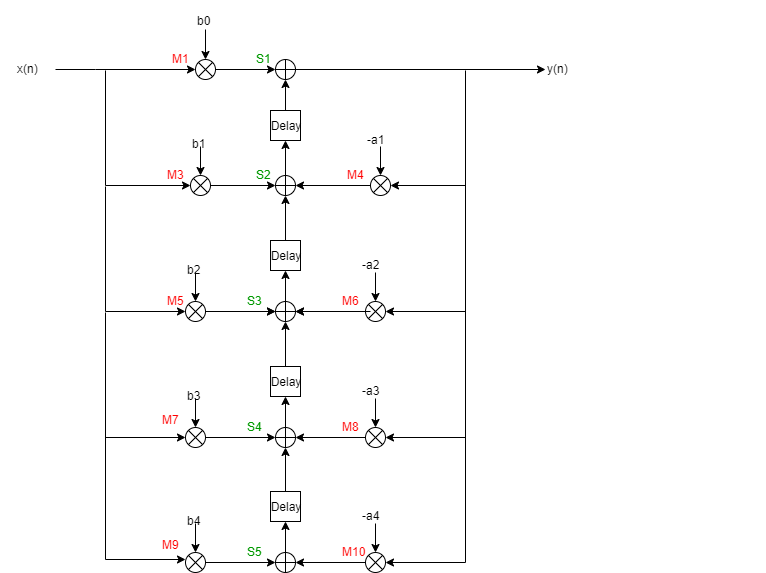 b0
x(n)
M1
S1
y(n)
Delay
b1
-a1
M3
S2
M4
Delay
b2
-a2
M5
S3
M6
Delay
b3
-a3
M7
S4
M8
Delay
b4
-a4
M9
S5
M10